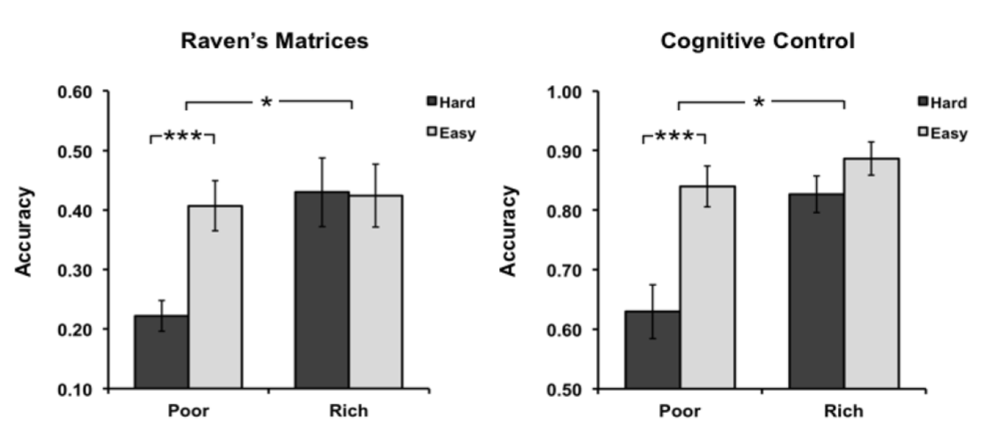 Raven's Matrices
Accuracy
0.60
0.50
0.40
0.30
0.20
0.10
*
***
Hard
Easy
Poor
Rich
Cognitive Control
Accuracy
1.00
0.90
0.80
0.70
0.60
0.50
*
***
Hard
Easy
Poor
Rich